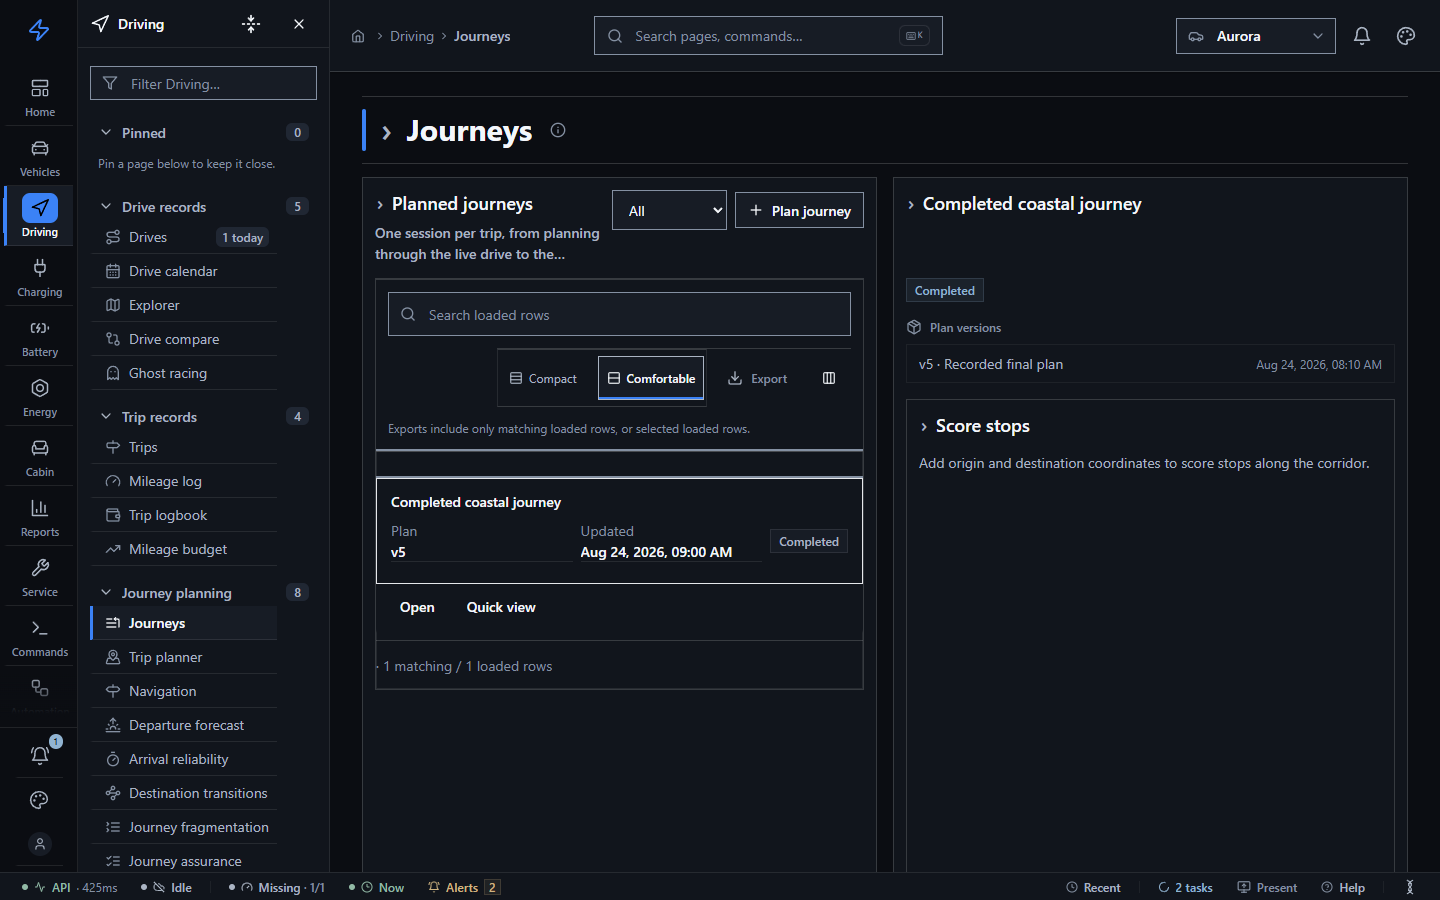 Home
Vehicles
Driving
Charging
Battery
Energy
Cabin
Reports
Service
Commands
1
Driving
Filter Driving...
Pinned 0
Pin a page below to keep it close.
Drive records 5
Drives 1 today
Drive calendar
Explorer
Drive compare
Ghost racing
Trip records 4
Trips
Mileage log
Trip logbook
Mileage budget
Journey planning 8
Journeys
Trip planner
Navigation
Departure forecast
Arrival reliability
Destination transitions
Journey fragmentation
Journey assurance
Driving > Journeys
Search pages, commands... K
Aurora
Journeys
Planned journeys
All
Plan journey
One session per trip, from planning
through the live drive to the...
Search loaded rows
Compact Comfortable Export
Exports include only matching loaded rows, or selected loaded rows.
Completed coastal journey
Plan Updated
v5 Aug 24, 2026, 09:00 AM Completed
Open Quick view
· 1 matching / 1 loaded rows
Completed coastal journey
Completed
Plan versions
v5 · Recorded final plan Aug 24, 2026, 08:10 AM
Score stops
Add origin and destination coordinates to score stops along the corridor.
API · 425ms Idle Missing · 1/1 Now Alerts 2 Recent 2 tasks Present Help